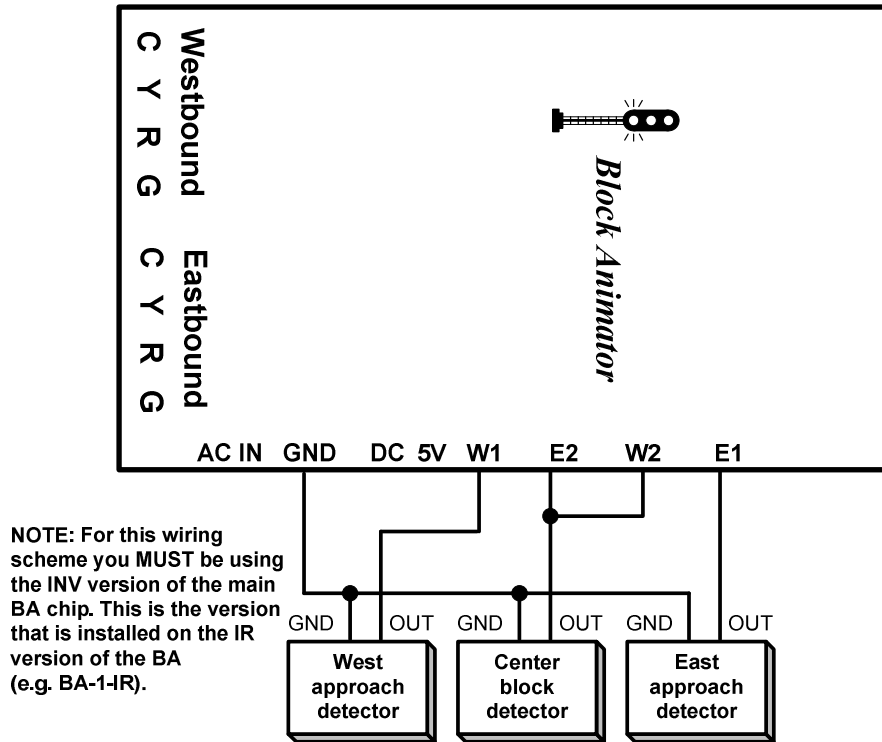 Westbound
C Y R G
Eastbound
C Y R G
Block Animator
AC IN GND DC 5V W1 E2 W2 E1
NOTE: For this wiring
scheme you MUST be using
the INV version of the main
BA chip. This is the version
that is installed on the IR
version of the BA
(e.g. BA-1-IR).
GND OUT GND OUT GND OUT
West
approach
detector
Center
block
detector
East
approach
detector